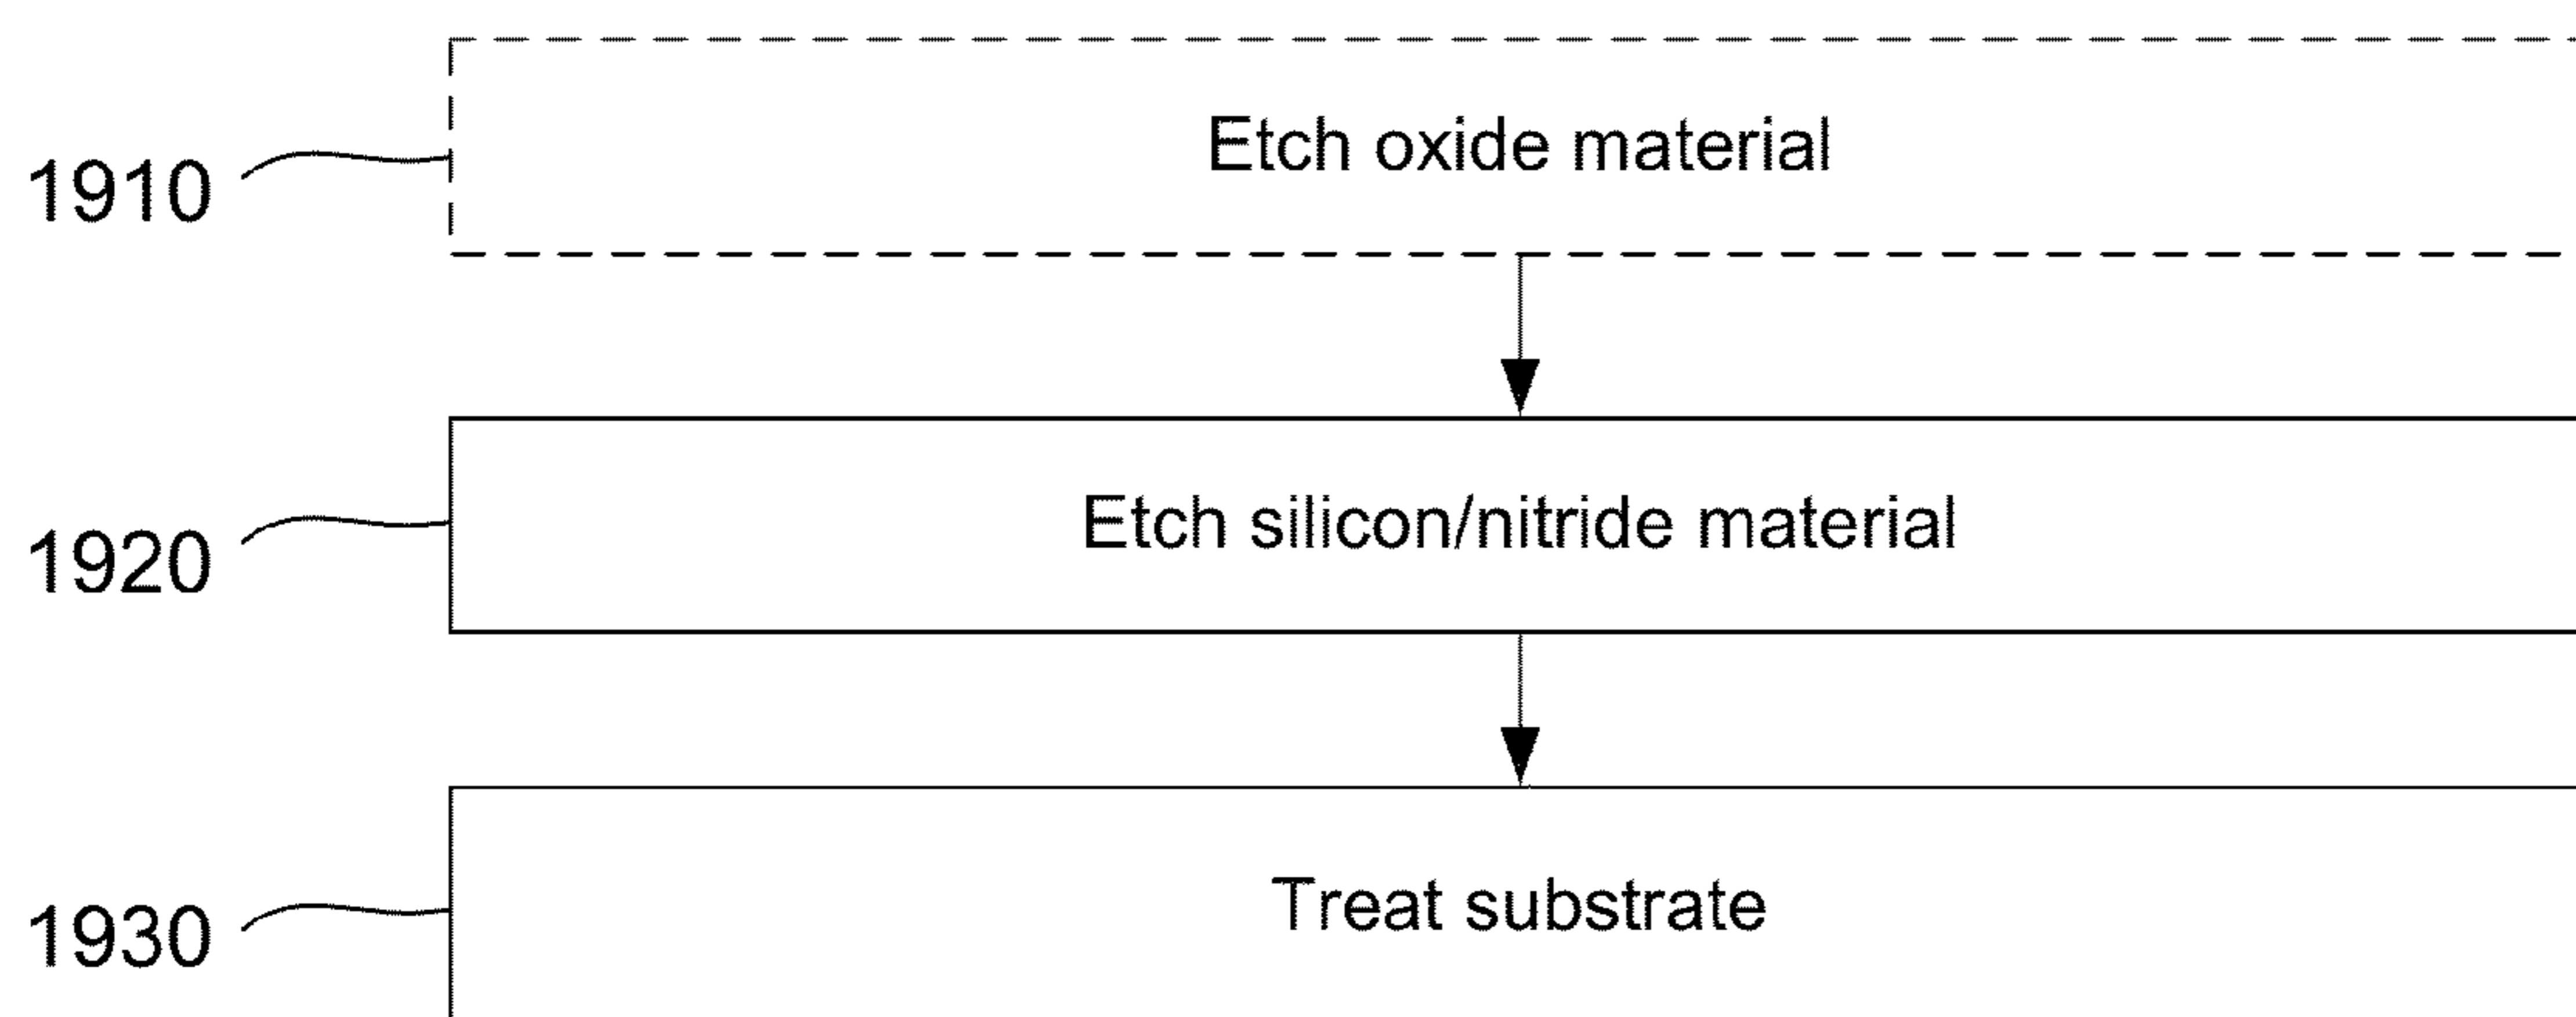 Etch oxide material
1910
Etch silicon/nitride material
1920
Treat substrate
1930